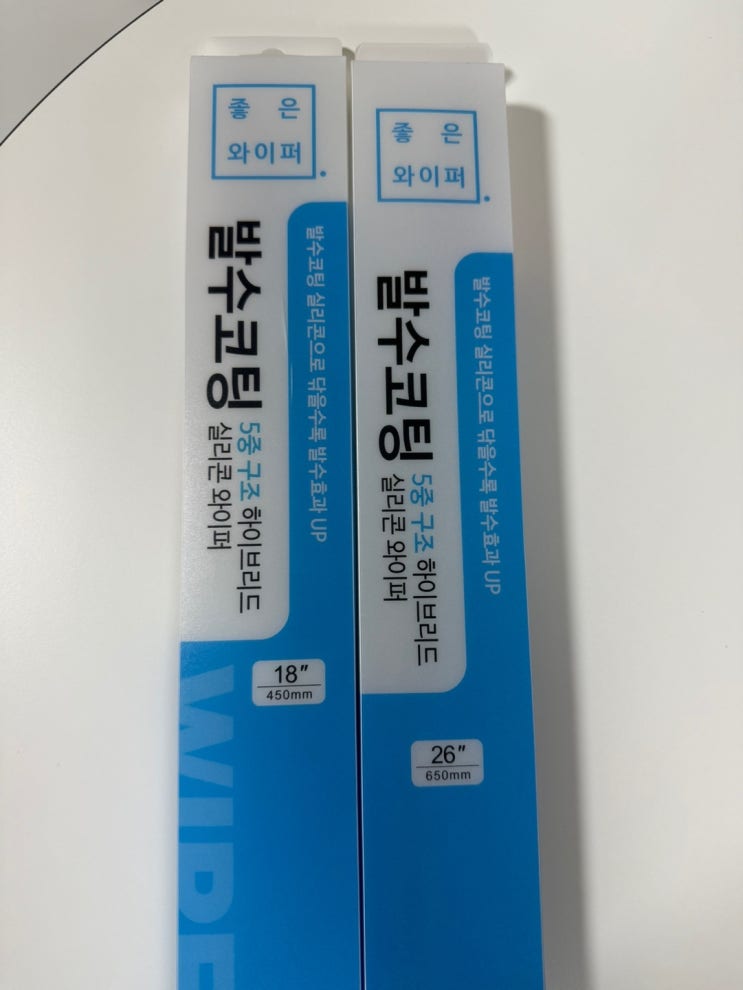 좋은
와이퍼
발수코팅 실리콘으로 닦을수록 발수효과 UP
발수코팅
5중 구조 하이브리드
실리콘 와이퍼
18"
450mm
WIPE
좋은
와이퍼
발수코팅 실리콘으로 닦을수록 발수효과 UP
발수코팅
5중 구조 하이브리드
실리콘 와이퍼
26"
650mm